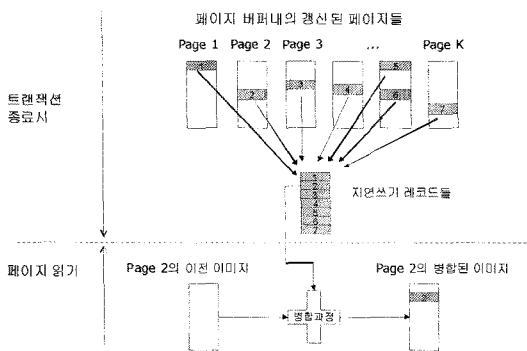 페이지 버퍼내의 갱신된 페이지들
Page 1 Page 2 Page 3 ... Page K
1
2
3
4
5
6
7
트랜잭션
종료시
1
2
3
4
5
6
7
지연쓰기 레코드들
페이지 읽기
Page 2의 이전 이미지
Page 2의 병합된 이미지
병합과정